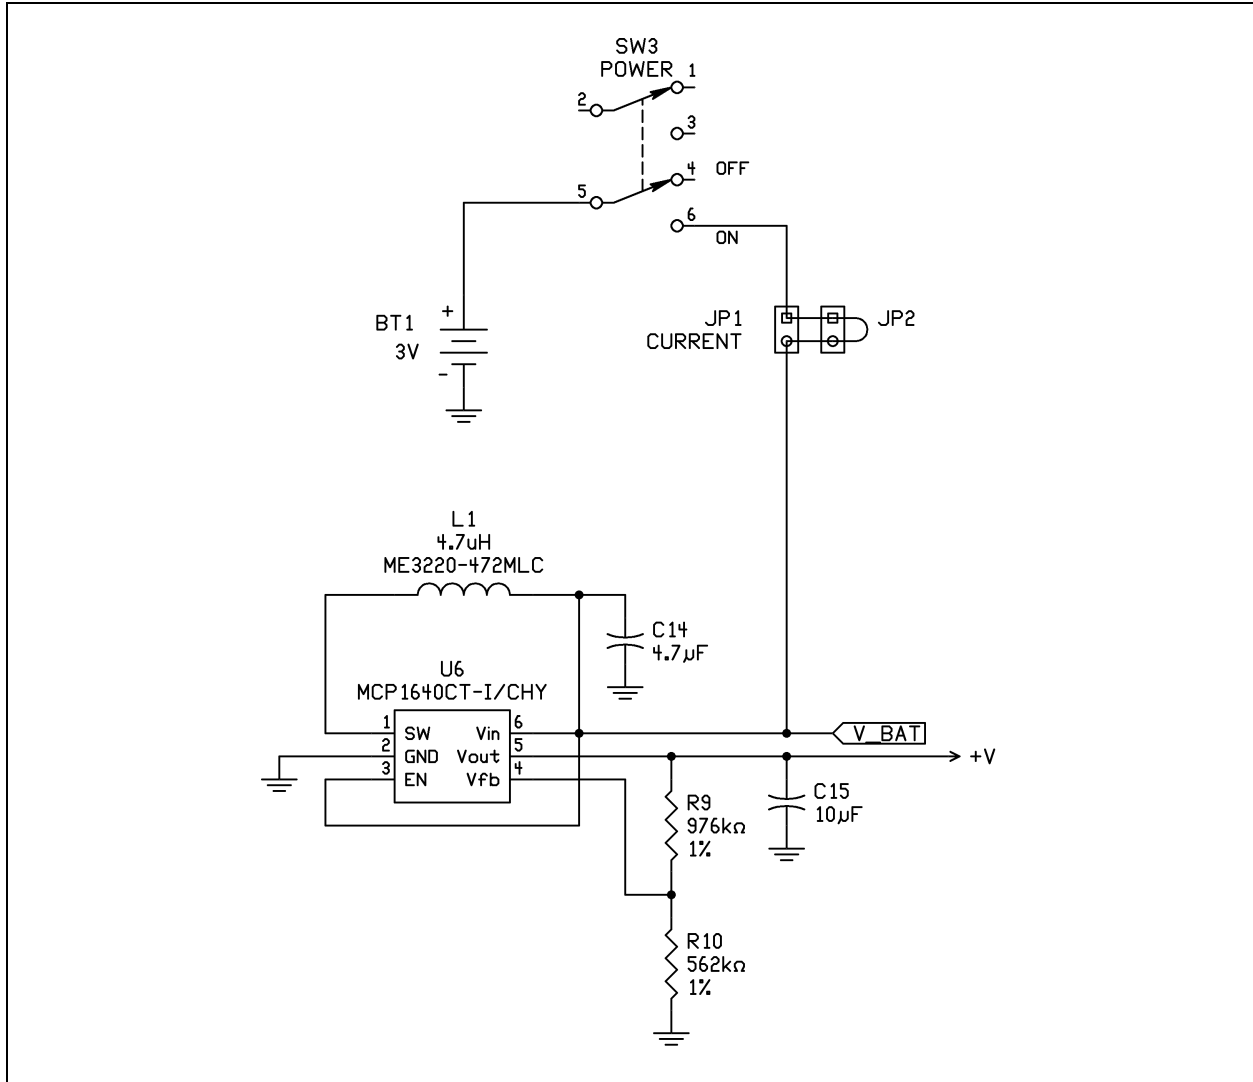 SW3
POWER
1
2
3
4
OFF
5
6
ON
+
BT1
3V
-
JP1
CURRENT
JP2
L1
4.7uH
ME3220-472MLC
C14
4.7µF
U6
MCP1640CT-I/CHY
1 SW Vin 6
2 GND Vout 5
3 EN Vfb 4
V_BAT
+V
C15
10µF
R9
976kΩ
1%
R10
562kΩ
1%